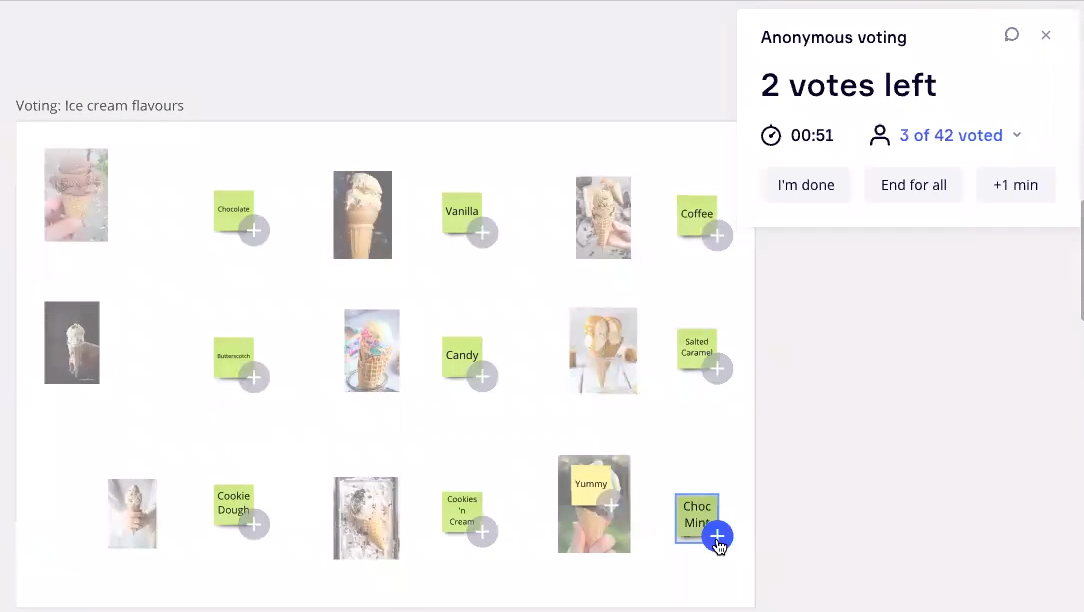 Anonymous voting
2 votes left
00:51
3 of 42 voted
I'm done
End for all
+1 min
Voting: Ice cream flavours
Chocolate
Vanilla
Coffee
Butterscotch
Candy
Salted
Caramel
Cookie
Dough
Cookies
'n
Cream
Yummy
Choc
Mint